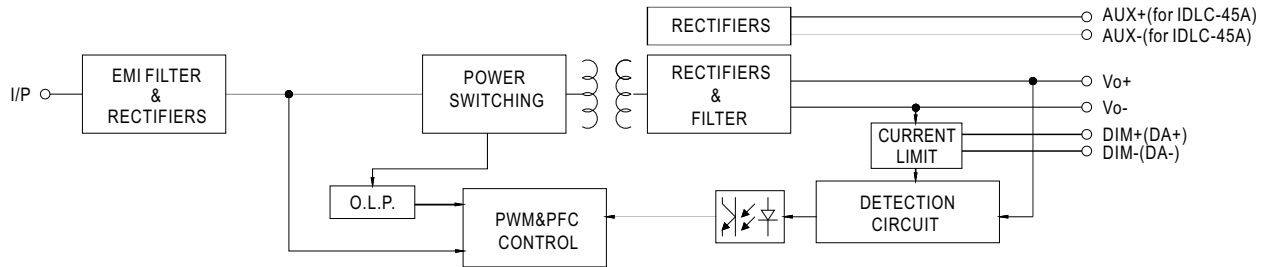 RECTIFIERS
AUX+(for IDLC-45A)
AUX-(for IDLC-45A)
I/P
EMI FILTER
&
RECTIFIERS
POWER
SWITCHING
RECTIFIERS
&
FILTER
Vo+
Vo-
CURRENT
LIMIT
DIM+(DA+)
DIM-(DA-)
O.L.P.
PWM&PFC
CONTROL
DETECTION
CIRCUIT